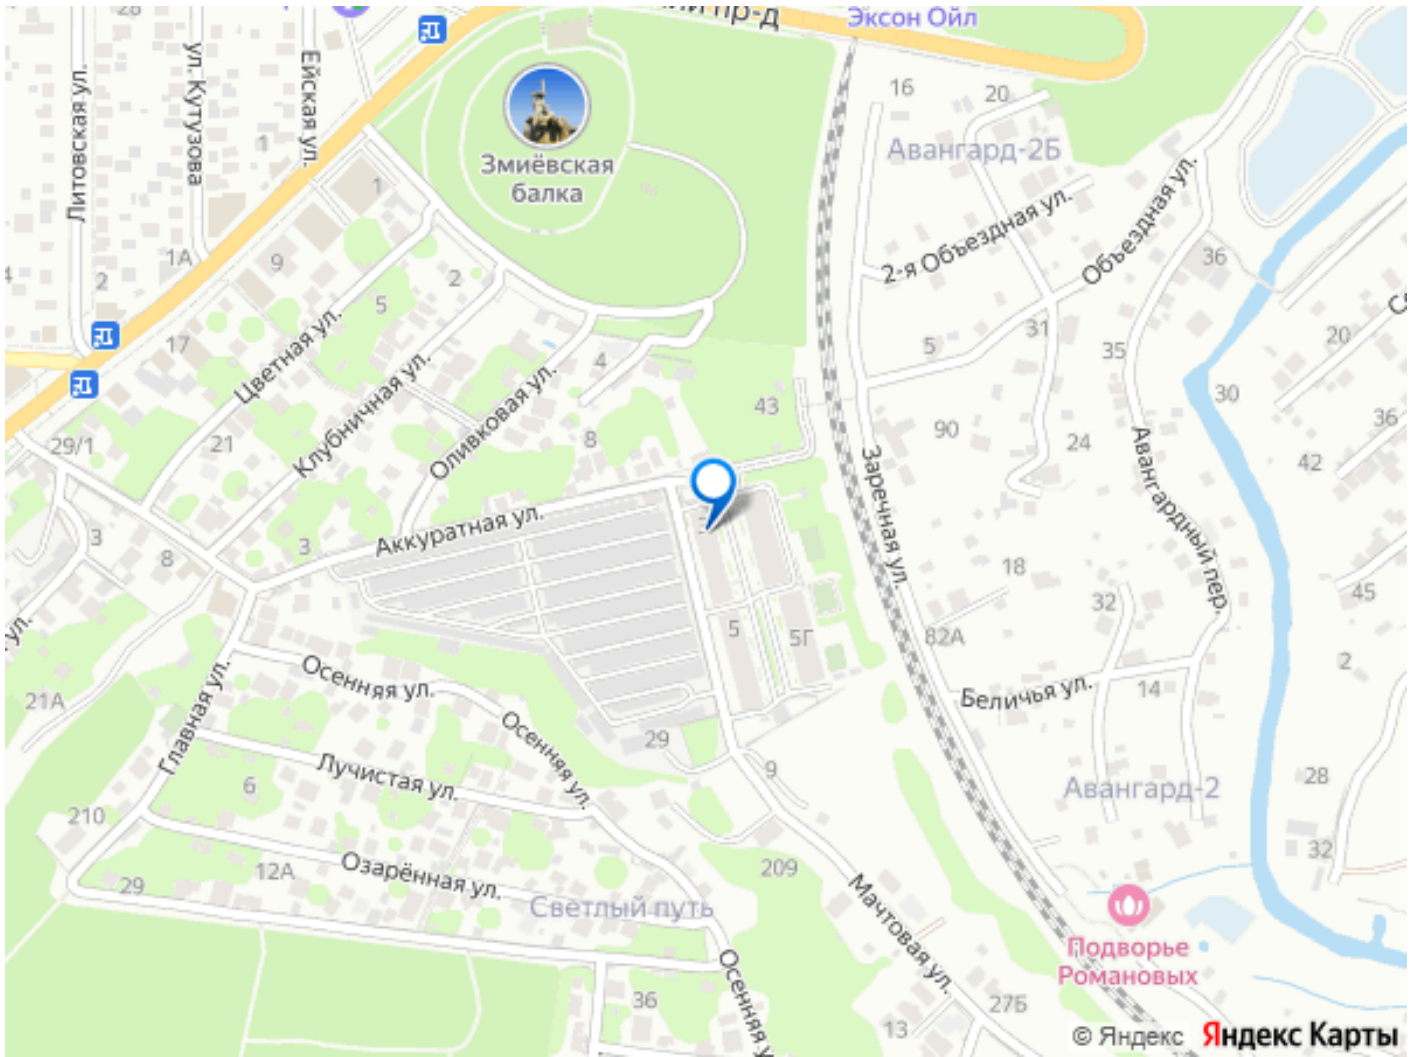 Эксон Ойл
пр-д
Литовская ул.
ул. Кутузова
Ейская ул.
28
1
1
1А
2
9
2
5
17
Змиёвская
балка
16
20
Авангард-2Б
2-я Объездная ул.
Объездная ул.
36
31
35
5
30
20
36
42
45
2
28
32
Цветная ул.
Клубничная ул.
Оливковая ул.
4
8
43
29/1
21
3
8
3
90
24
Заречная ул.
Авангардный пер.
Аккуратная ул.
18
32
82А
5
5Г
Беличья ул.
14
Авангард-2
21А
Главная ул.
Осенняя ул.
Осенняя ул.
Осенняя у
Лучистая ул.
6
29
9
210
29
12А
Озарённая ул.
Светлый путь
209
Мачтовая ул.
36
13
27Б
Подворье
Романовых
© Яндекс Яндекс Карты